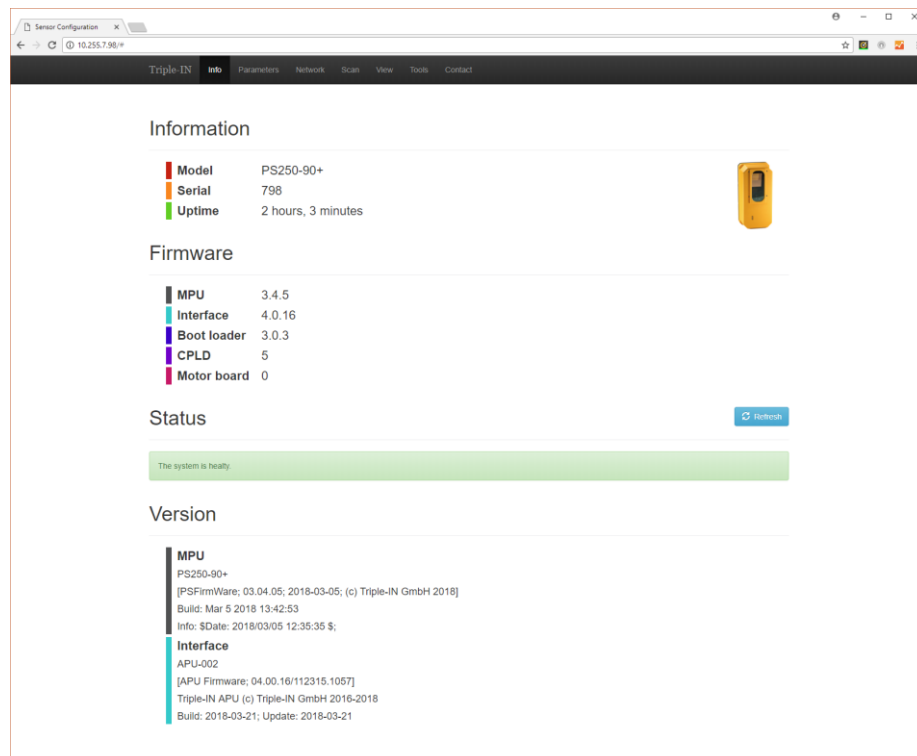 Sensor Configuration
10.255.7.98/#
Triple-IN Info Parameters Network Scan View Tools Contact
Information
Model PS250-90+
Serial 798
Uptime 2 hours, 3 minutes
Firmware
MPU 3.4.5
Interface 4.0.16
Boot loader 3.0.3
CPLD 5
Motor board 0
Status Refresh
The system is healty.
Version
MPU
PS250-90+
[PSFirmWare; 03.04.05; 2018-03-05; (c) Triple-IN GmbH 2018]
Build: Mar 5 2018 13:42:53
Info: $Date: 2018/03/05 12:35:35 $;
Interface
APU-002
[APU Firmware; 04.00.16/112315.1057]
Triple-IN APU (c) Triple-IN GmbH 2016-2018
Build: 2018-03-21; Update: 2018-03-21